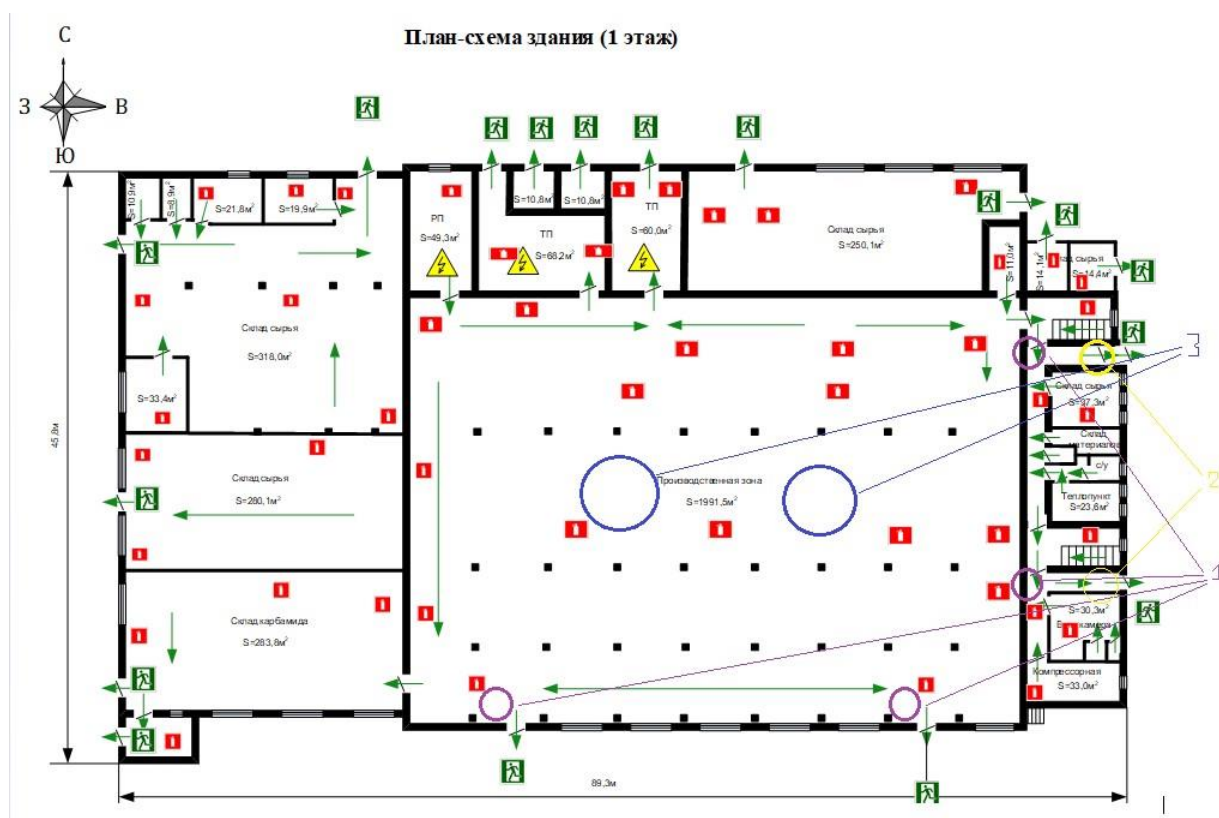 План-схема здания (1 этаж)
С
З
В
Ю
S=10,9м²
S=8,9м²
S=21,8м²
S=19,9м²
РП
S=49,3м²
S=10,8м²
S=10,8м²
ТП
S=68,2м²
ТП
S=60,0м²
Склад сырья
S=250,1м²
S=11,0м²
S=14,1м²
сырья
S=14,4м²
Склад сырья
S=318,0м²
S=33,4м²
3
Склад сырья
S=37,3м²
Склад
материалов
с/у
Теплопункт
S=23,6м²
2
45,8м
Склад сырья
S=280,1м²
Производственная зона
S=1991,5м²
1
Склад карбамида
S=283,8м²
S=30,3м²
Компрессорная
S=33,0м²
89,3м